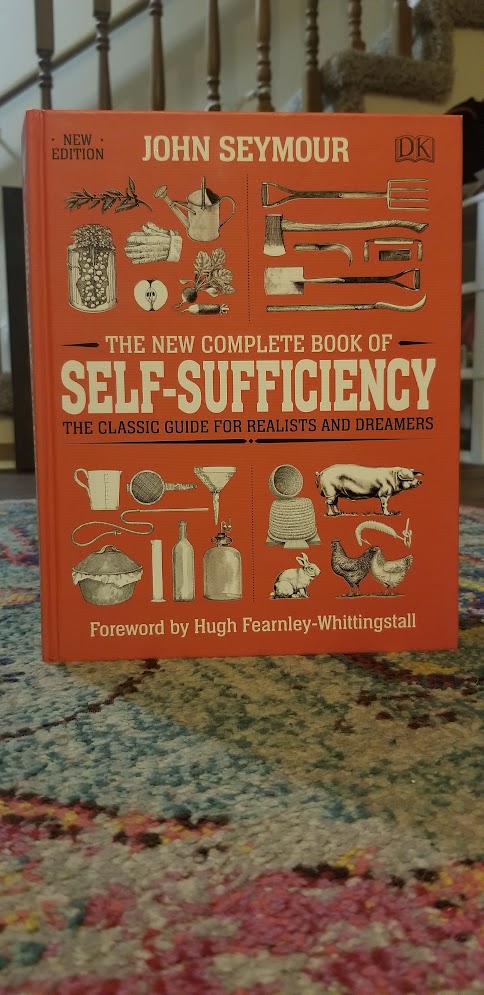 · NEW ·
EDITION
JOHN SEYMOUR
DK
THE NEW COMPLETE BOOK OF
SELF-SUFFICIENCY
THE CLASSIC GUIDE FOR REALISTS AND DREAMERS
Foreword by Hugh Fearnley-Whittingstall